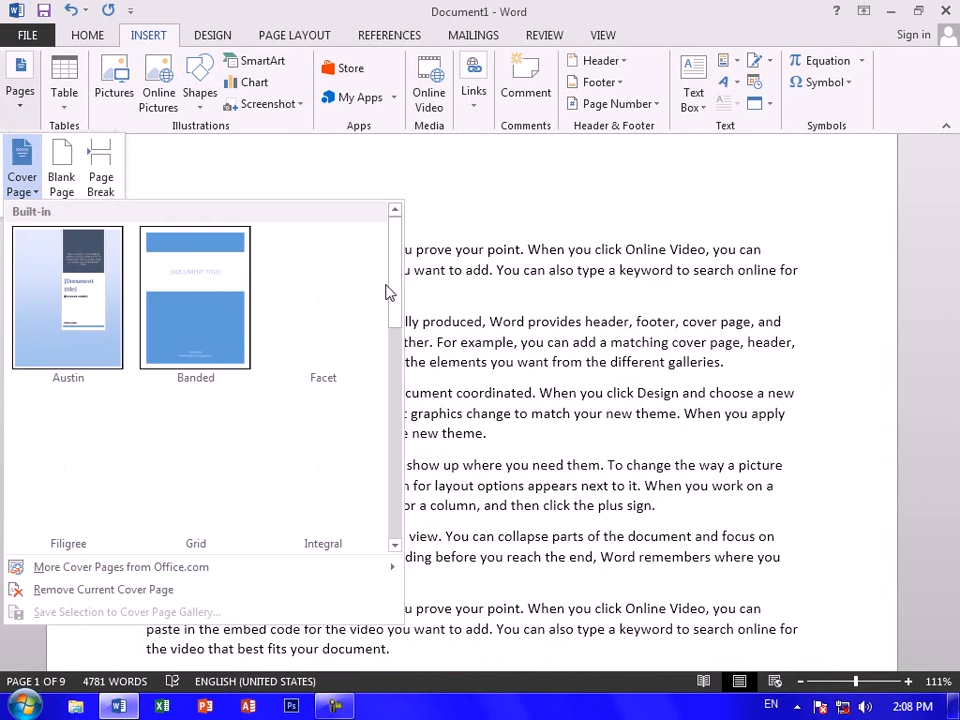 Document1 - Word
Sign in
FILE HOME INSERT DESIGN PAGE LAYOUT REFERENCES MAILINGS REVIEW VIEW
Pages
Table
Tables
Pictures
Online Pictures
Shapes
SmartArt
Chart
Screenshot
Illustrations
Store
My Apps
Apps
Online Video
Media
Links
Comment
Comments
Header
Footer
Page Number
Header & Footer
Text Box
Text
Equation
Symbol
Symbols
Cover Page
Blank Page
Page Break
Built-in
[Document title]
[DOCUMENT TITLE]
Austin
Banded
Facet
Filigree
Grid
Integral
More Cover Pages from Office.com
Remove Current Cover Page
Save Selection to Cover Page Gallery...
u prove your point. When you click Online Video, you can
u want to add. You can also type a keyword to search online for
lly produced, Word provides header, footer, cover page, and
ther. For example, you can add a matching cover page, header,
the elements you want from the different galleries.
cument coordinated. When you click Design and choose a new
t graphics change to match your new theme. When you apply
e new theme.
show up where you need them. To change the way a picture
n for layout options appears next to it. When you work on a
or a column, and then click the plus sign.
view. You can collapse parts of the document and focus on
ding before you reach the end, Word remembers where you
u prove your point. When you click Online Video, you can
paste in the embed code for the video you want to add. You can also type a keyword to search online for
the video that best fits your document.
PAGE 1 OF 9 4781 WORDS ENGLISH (UNITED STATES) 111%
EN 2:08 PM